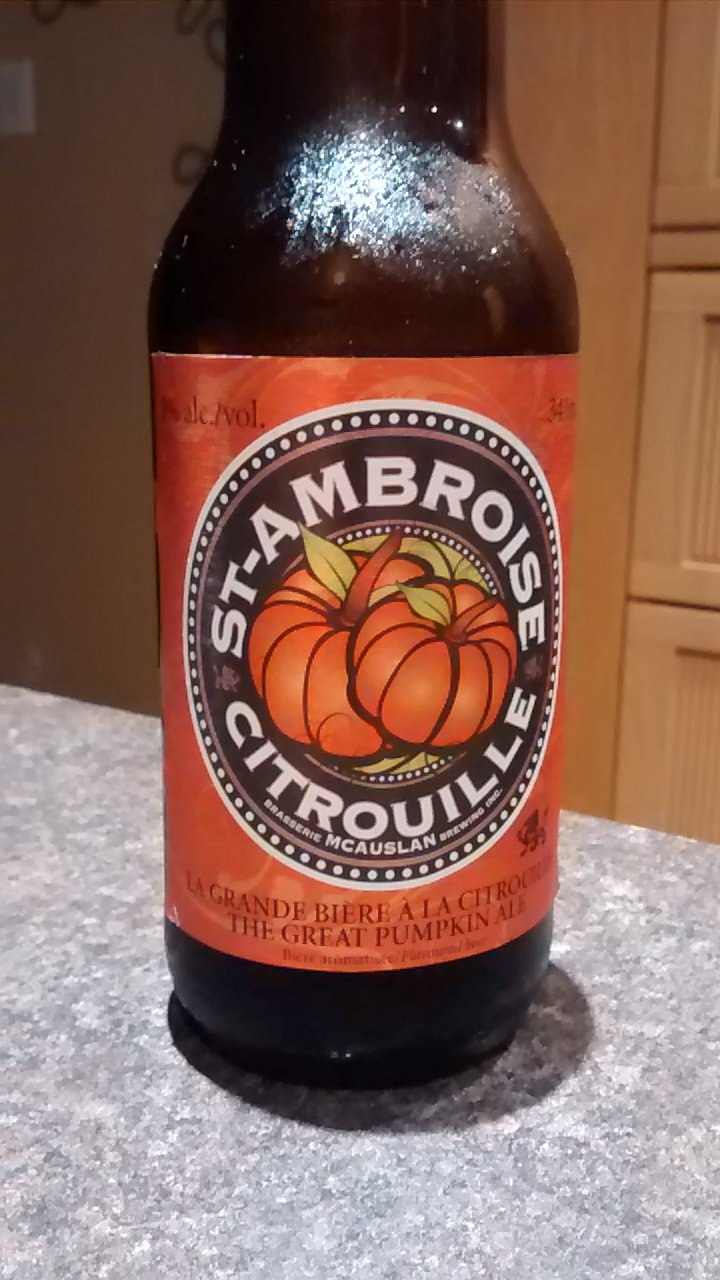 alc./vol.
ST-AMBROISE
CITROUILLE
BRASSERIE MCAUSLAN BREWING INC.
LA GRANDE BIÈRE À LA CITROUILLE
THE GREAT PUMPKIN ALE
Bière aromatisée/Flavoured beer